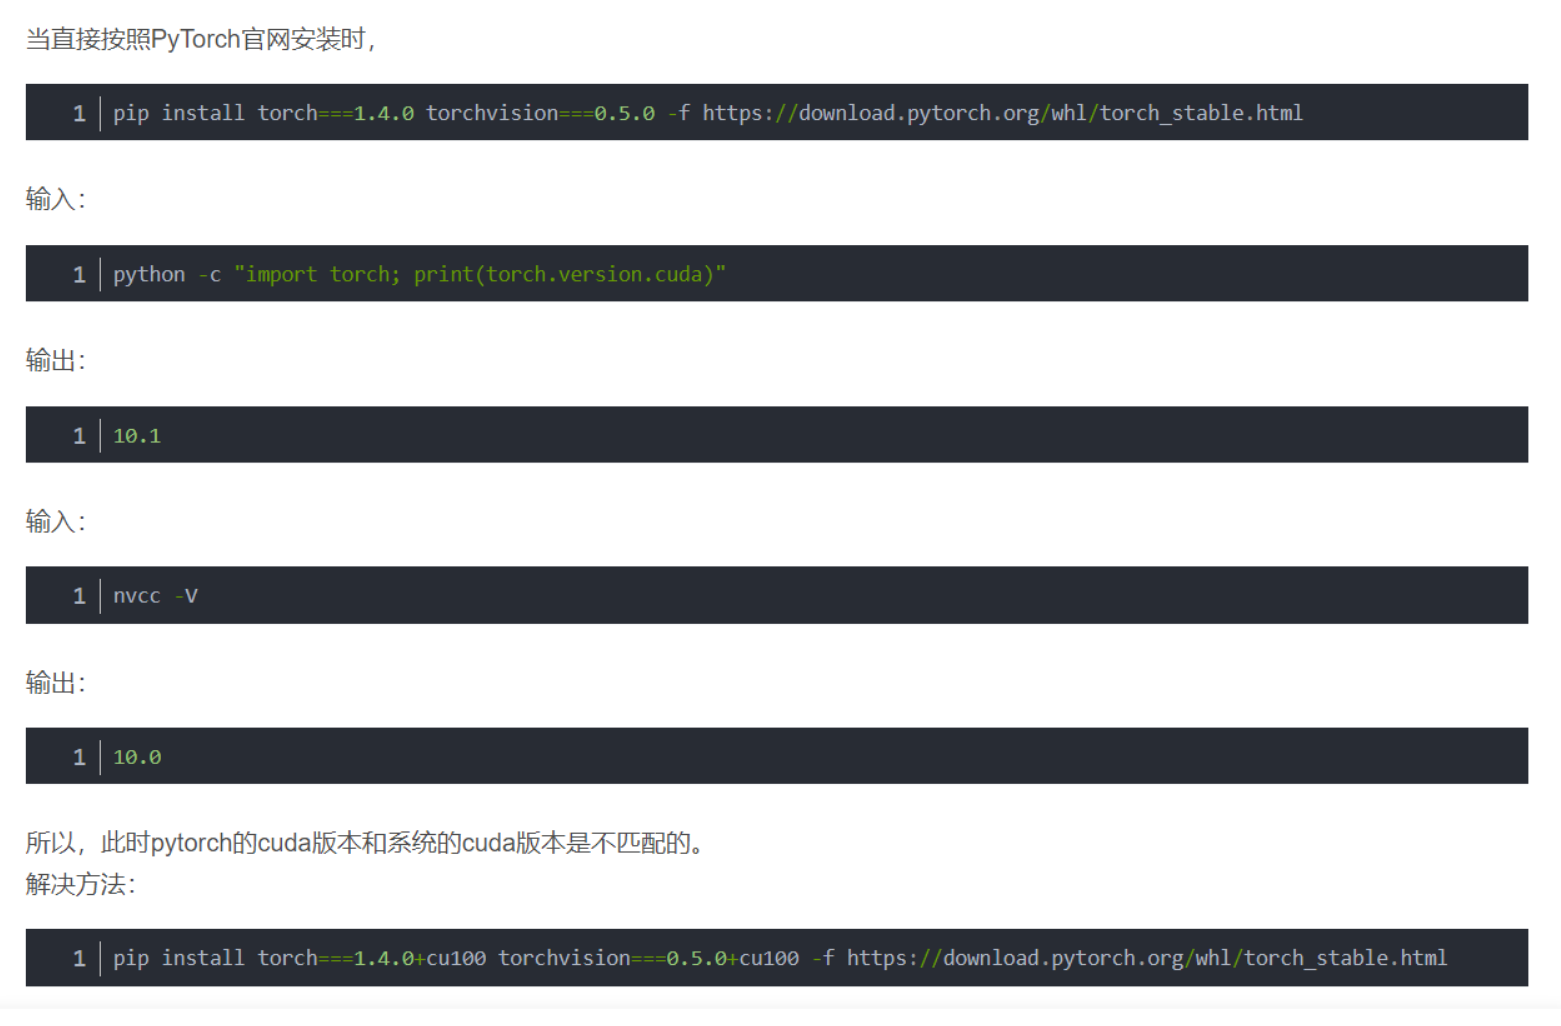 当直接按照PyTorch官网安装时，
1 pip install torch===1.4.0 torchvision===0.5.0 -f https://download.pytorch.org/whl/torch_stable.html
输入：
1 python -c "import torch; print(torch.version.cuda)"
输出：
1 10.1
输入：
1 nvcc -V
输出：
1 10.0
所以，此时pytorch的cuda版本和系统的cuda版本是不匹配的。
解决方法：
1 pip install torch===1.4.0+cu100 torchvision===0.5.0+cu100 -f https://download.pytorch.org/whl/torch_stable.html